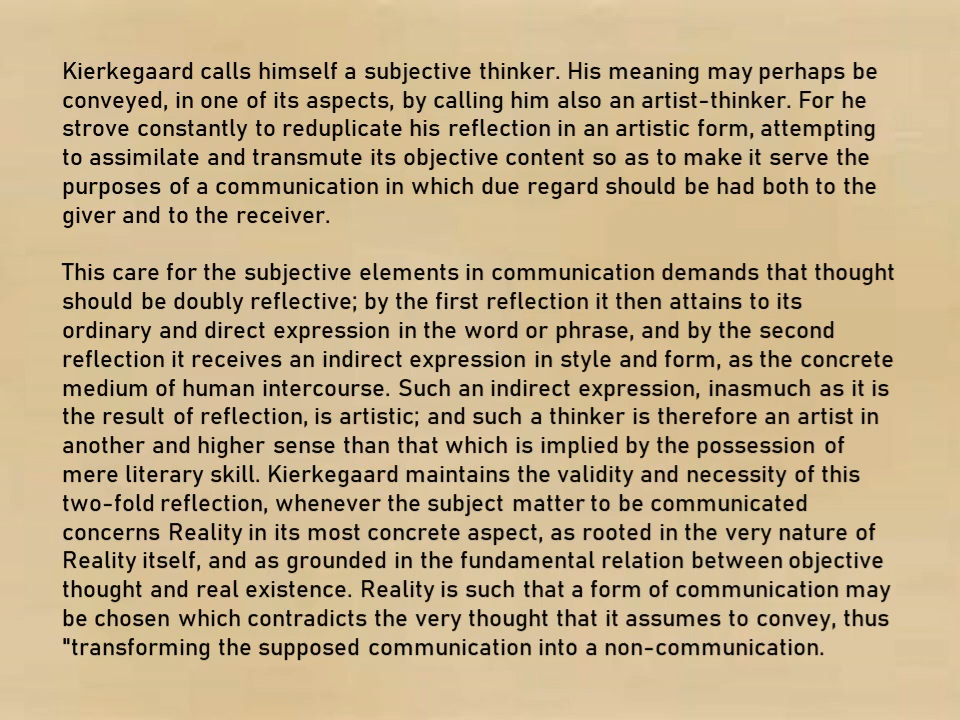 Kierkegaard calls himself a subjective thinker. His meaning may perhaps be
conveyed, in one of its aspects, by calling him also an artist-thinker. For he
strove constantly to reduplicate his reflection in an artistic form, attempting
to assimilate and transmute its objective content so as to make it serve the
purposes of a communication in which due regard should be had both to the
giver and to the receiver.
This care for the subjective elements in communication demands that thought
should be doubly reflective; by the first reflection it then attains to its
ordinary and direct expression in the word or phrase, and by the second
reflection it receives an indirect expression in style and form, as the concrete
medium of human intercourse. Such an indirect expression, inasmuch as it is
the result of reflection, is artistic; and such a thinker is therefore an artist in
another and higher sense than that which is implied by the possession of
mere literary skill. Kierkegaard maintains the validity and necessity of this
two-fold reflection, whenever the subject matter to be communicated
concerns Reality in its most concrete aspect, as rooted in the very nature of
Reality itself, and as grounded in the fundamental relation between objective
thought and real existence. Reality is such that a form of communication may
be chosen which contradicts the very thought that it assumes to convey, thus
"transforming the supposed communication into a non-communication.